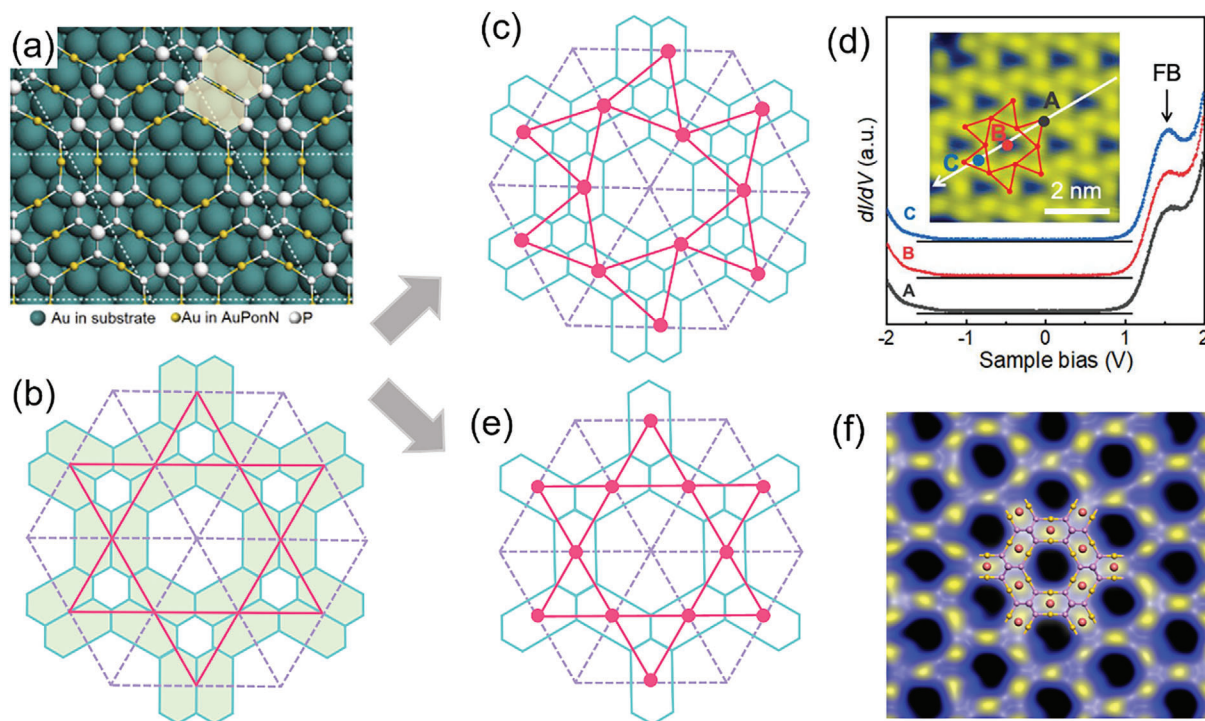 (a)
Au in substrate Au in AuPonN P
(b)
(c)
(d)
dI/dV (a.u.)
FB
A
B
C
2 nm
C
B
A
-2 -1 0 1 2
Sample bias (V)
(e)
(f)